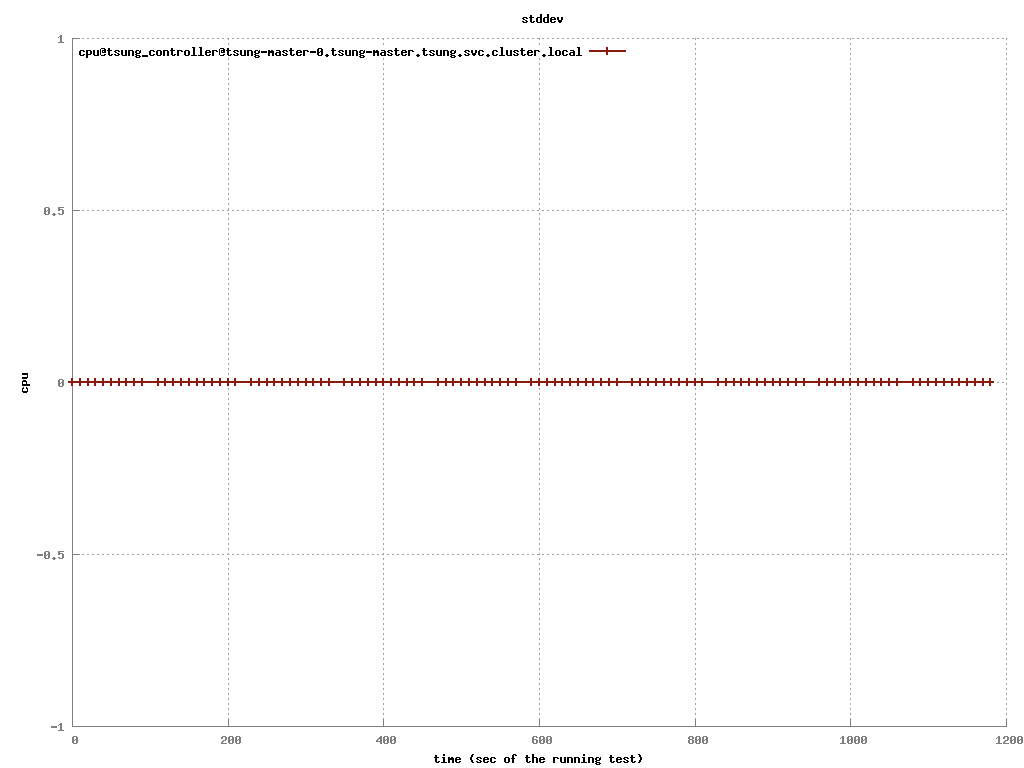 stddev
cpu@tsung_controller@tsung-master-0.tsung-master.tsung.svc.cluster.local
1
0.5
0
-0.5
-1
cpu
0 200 400 600 800 1000 1200
time (sec of the running test)